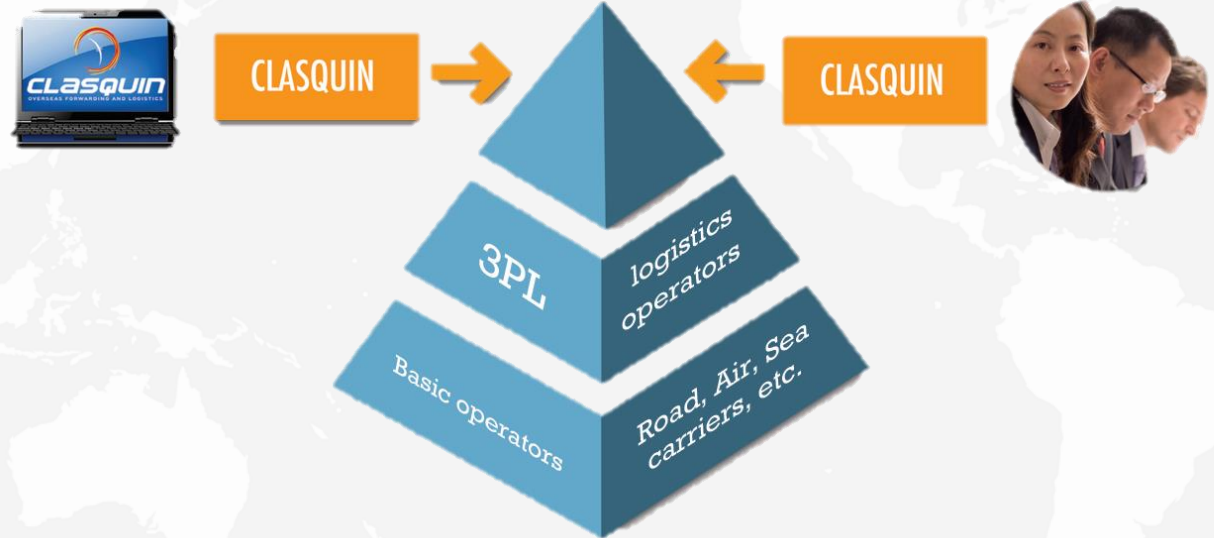 CLASQUIN
OVERSEAS FORWARDING AND LOGISTICS
CLASQUIN
CLASQUIN
3PL
logistics
operators
Basic operators
Road, Air, Sea
carriers, etc.